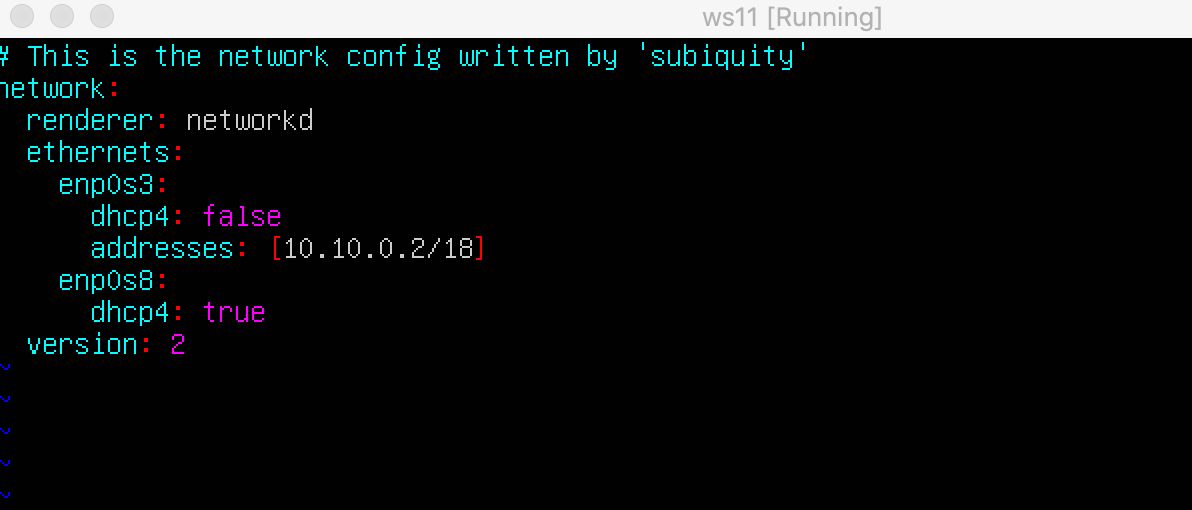 ws11 [Running]
# This is the network config written by 'subiquity'
network:
  renderer: networkd
  ethernets:
    enp0s3:
      dhcp4: false
      addresses: [10.10.0.2/18]
    enp0s8:
      dhcp4: true
  version: 2
~
~
~
~
~